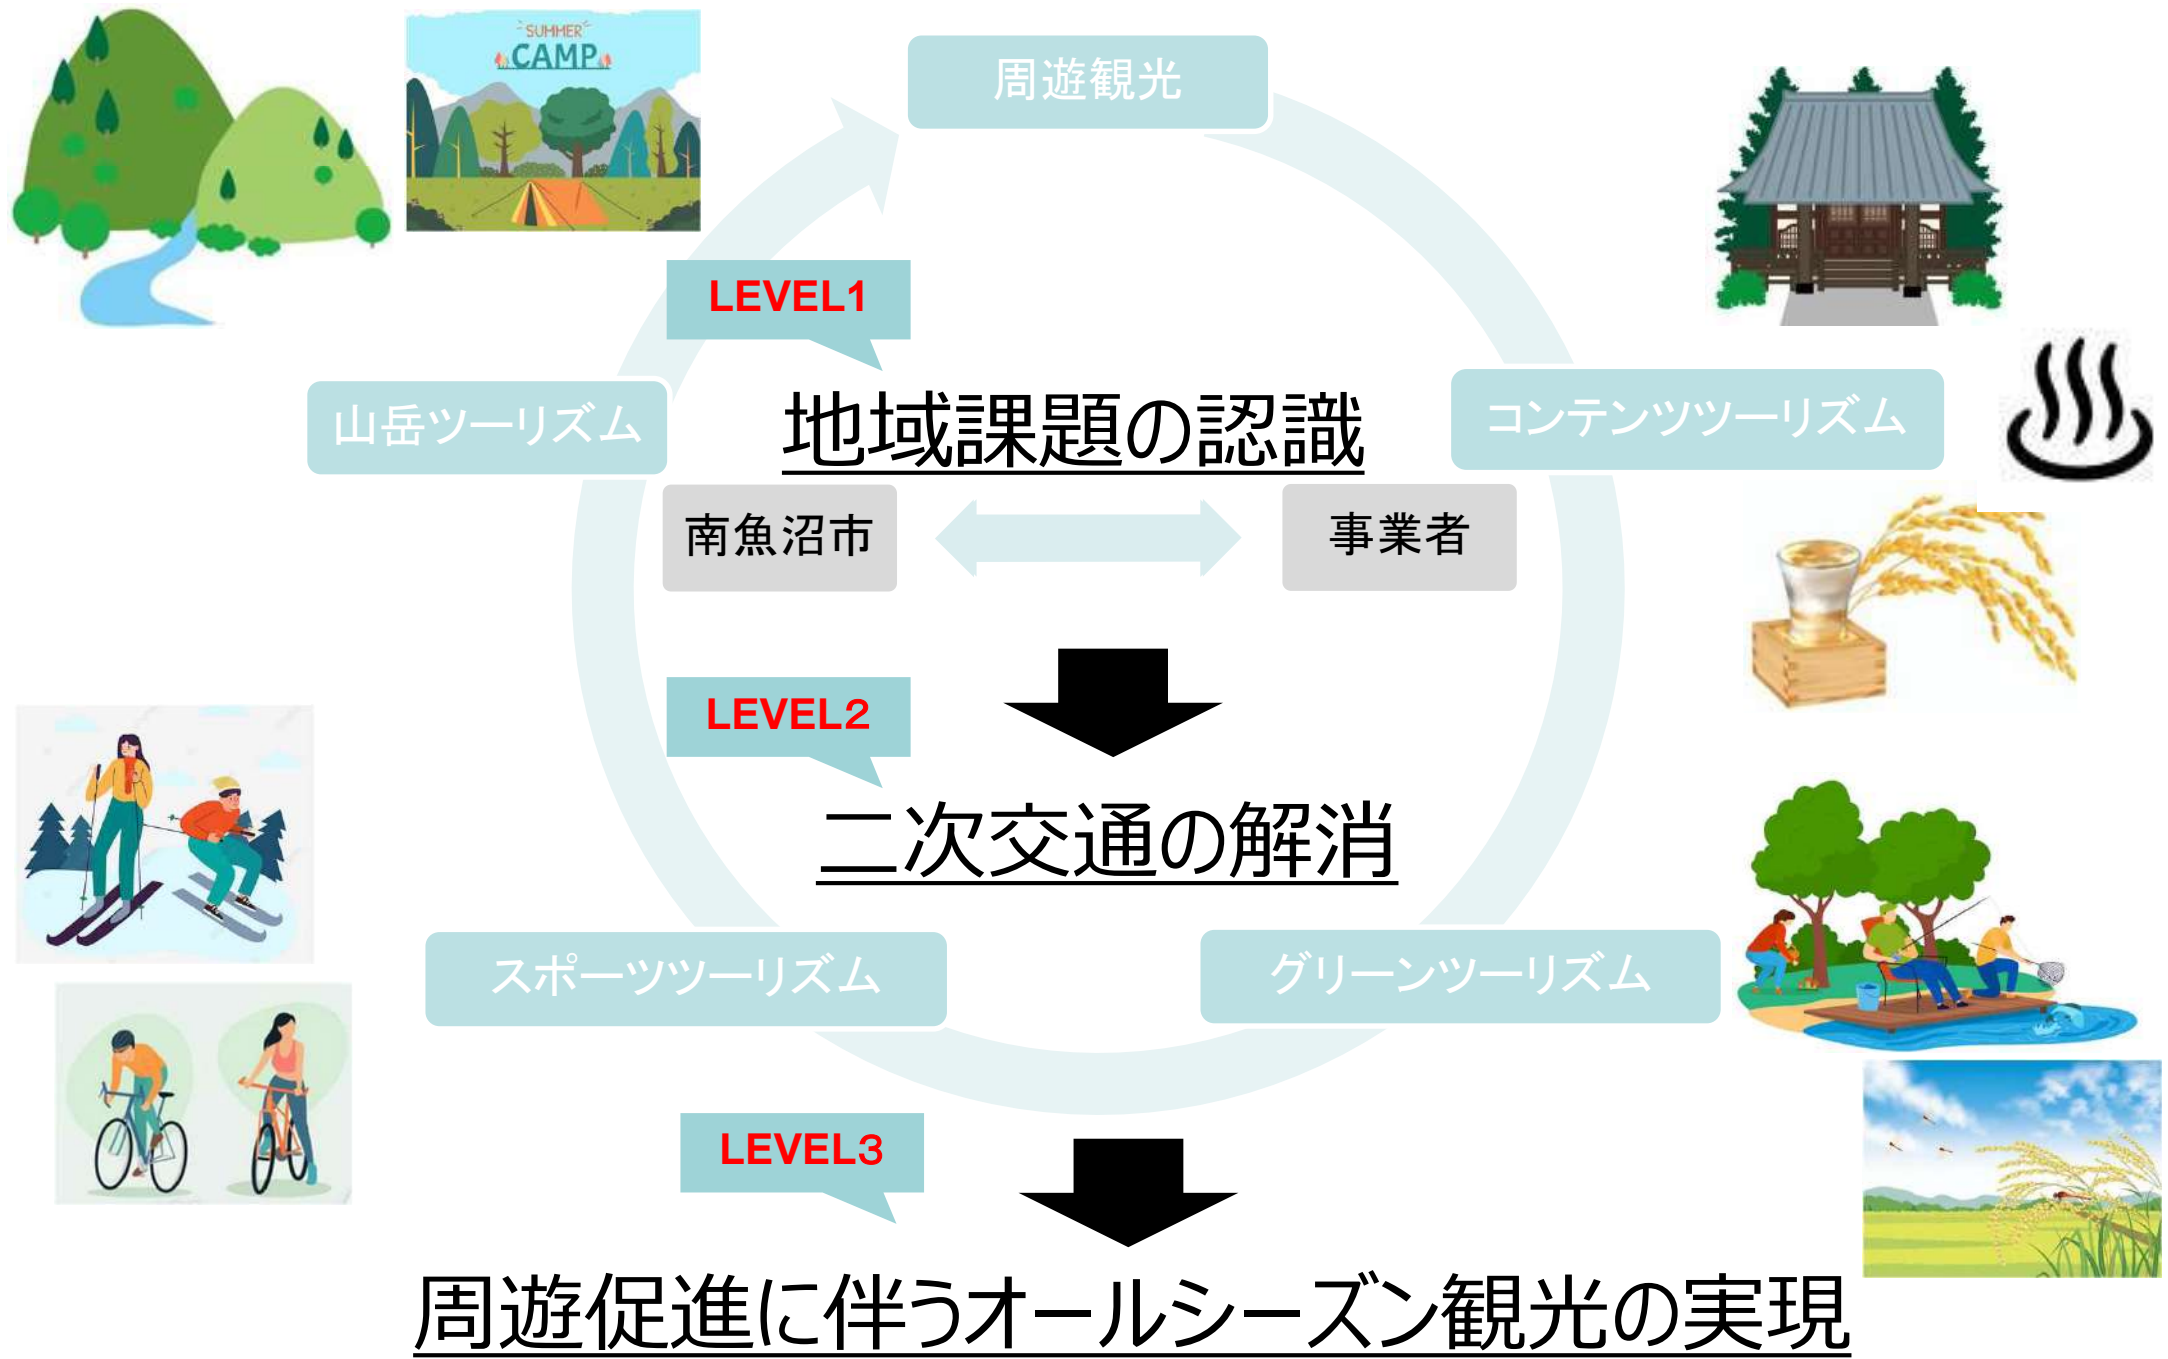 SUMMER
CAMP
周遊観光
LEVEL1
山岳ツーリズム
地域課題の認識
コンテンツツーリズム
南魚沼市
事業者
LEVEL2
二次交通の解消
スポーツツーリズム
グリーンツーリズム
LEVEL3
周遊促進に伴うオールシーズン観光の実現